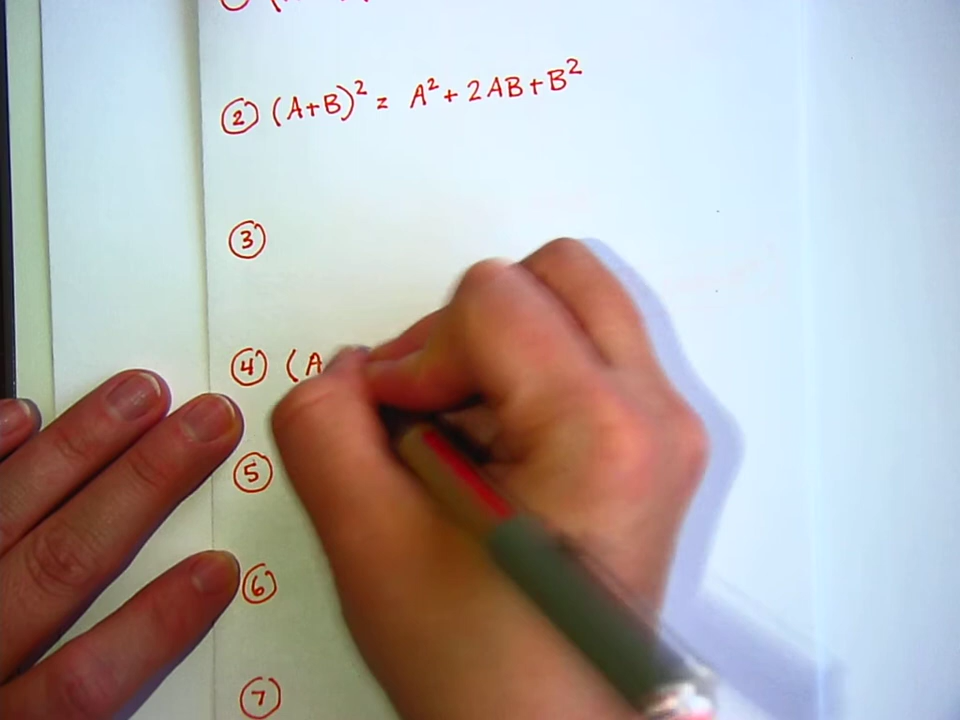 ② (A+B)² = A² + 2AB + B²
③
④ (A
⑤
⑥
⑦